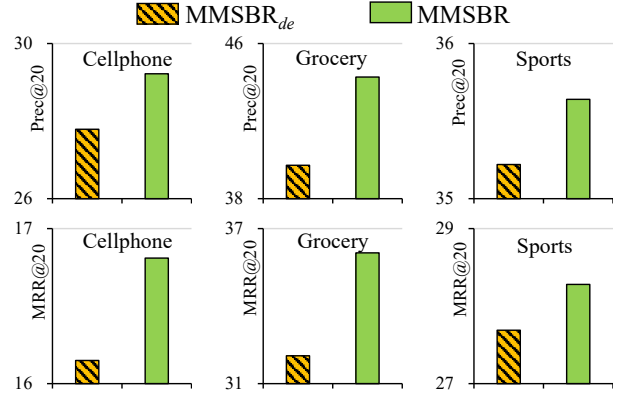 MMSBR_de MMSBR
30 Cellphone
Prec@20
26
46 Grocery
Prec@20
38
36 Sports
Prec@20
35
17 Cellphone
MRR@20
16
37 Grocery
MRR@20
31
29 Sports
MRR@20
27